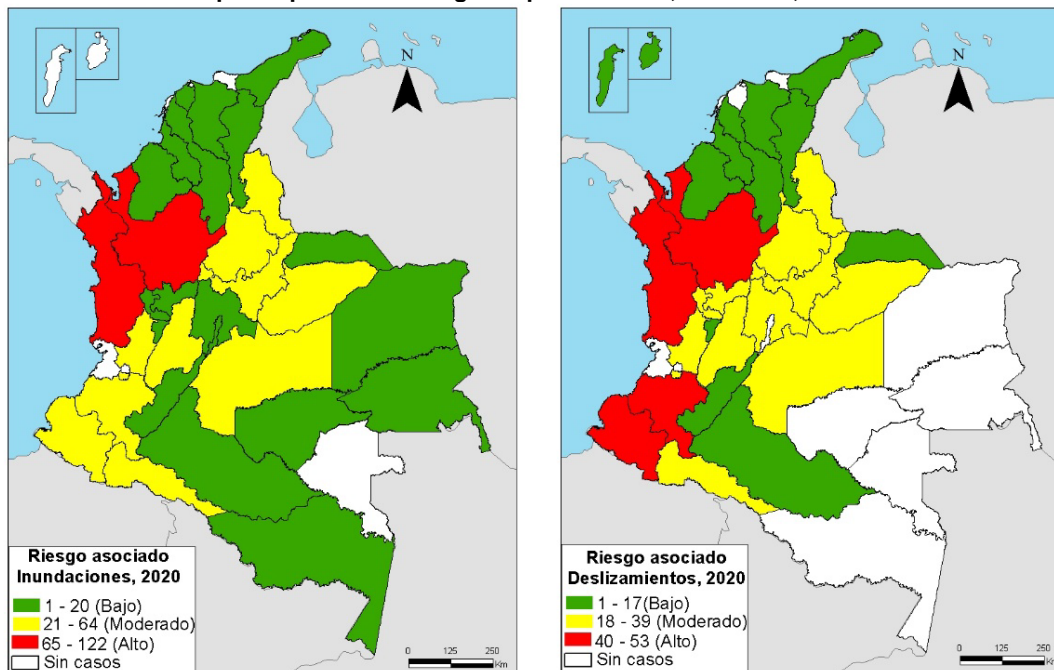 N
Riesgo asociado
Inundaciones, 2020
1 - 20 (Bajo)
21 - 64 (Moderado)
65 - 122 (Alto)
Sin casos
0 125 250
Km
N
Riesgo asociado
Deslizamientos, 2020
1 - 17(Bajo)
18 - 39 (Moderado)
40 - 53 (Alto)
Sin casos
0 125 250
Km